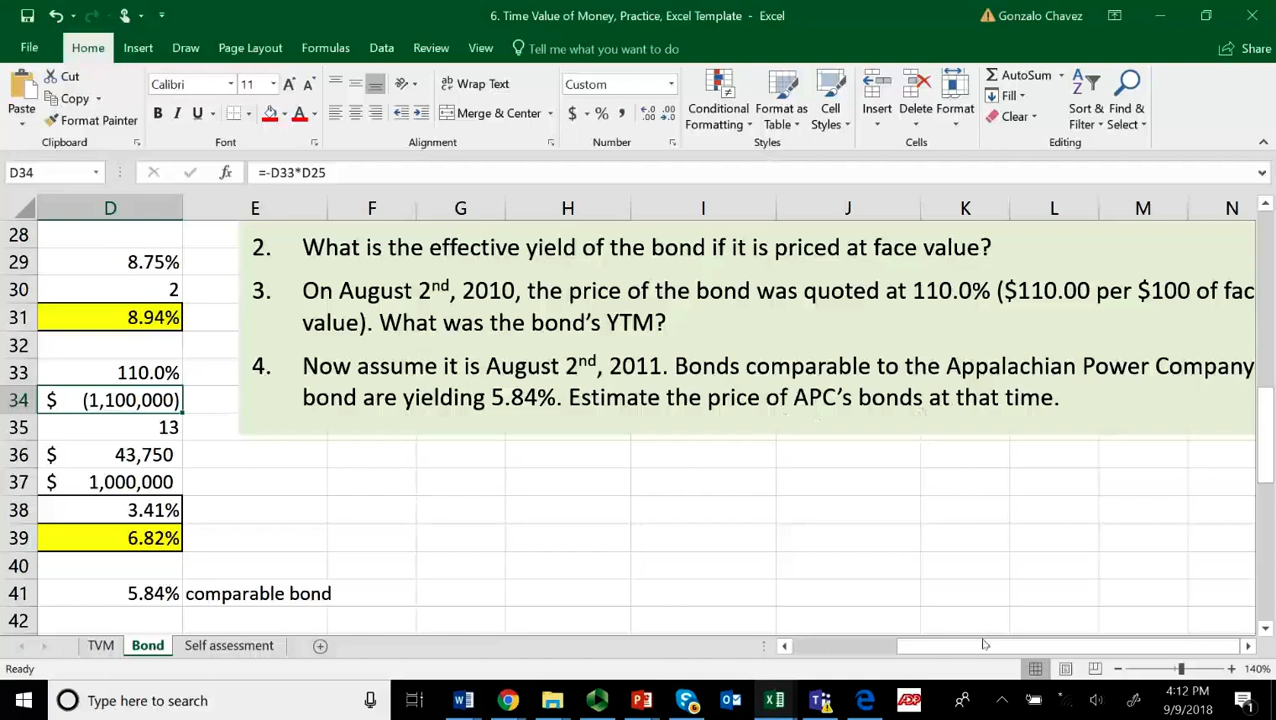 6. Time Value of Money, Practice, Excel Template - Excel
Gonzalo Chavez
File Home Insert Draw Page Layout Formulas Data Review View Tell me what you want to do Share
Paste
Cut
Copy
Format Painter
Clipboard
Calibri 11 A A
B I U A
Font
Wrap Text
Merge & Center
Alignment
Custom
$ % ,
Number
Conditional Formatting
Format as Table
Cell Styles
Styles
Insert Delete Format
Cells
AutoSum
Fill
Clear
Sort & Filter
Find & Select
Editing
D34 fx =-D33*D25
D E F G H I J K L M N
28
29 8.75%
30 2
31 8.94%
32
33 110.0%
34 $ (1,100,000)
35 13
36 $ 43,750
37 $ 1,000,000
38 3.41%
39 6.82%
40
41 5.84% comparable bond
42
2. What is the effective yield of the bond if it is priced at face value?
3. On August 2nd, 2010, the price of the bond was quoted at 110.0% ($110.00 per $100 of fac
value). What was the bond's YTM?
4. Now assume it is August 2nd, 2011. Bonds comparable to the Appalachian Power Company
bond are yielding 5.84%. Estimate the price of APC's bonds at that time.
TVM Bond Self assessment
Ready 140%
Type here to search
ADP
4:12 PM
9/9/2018